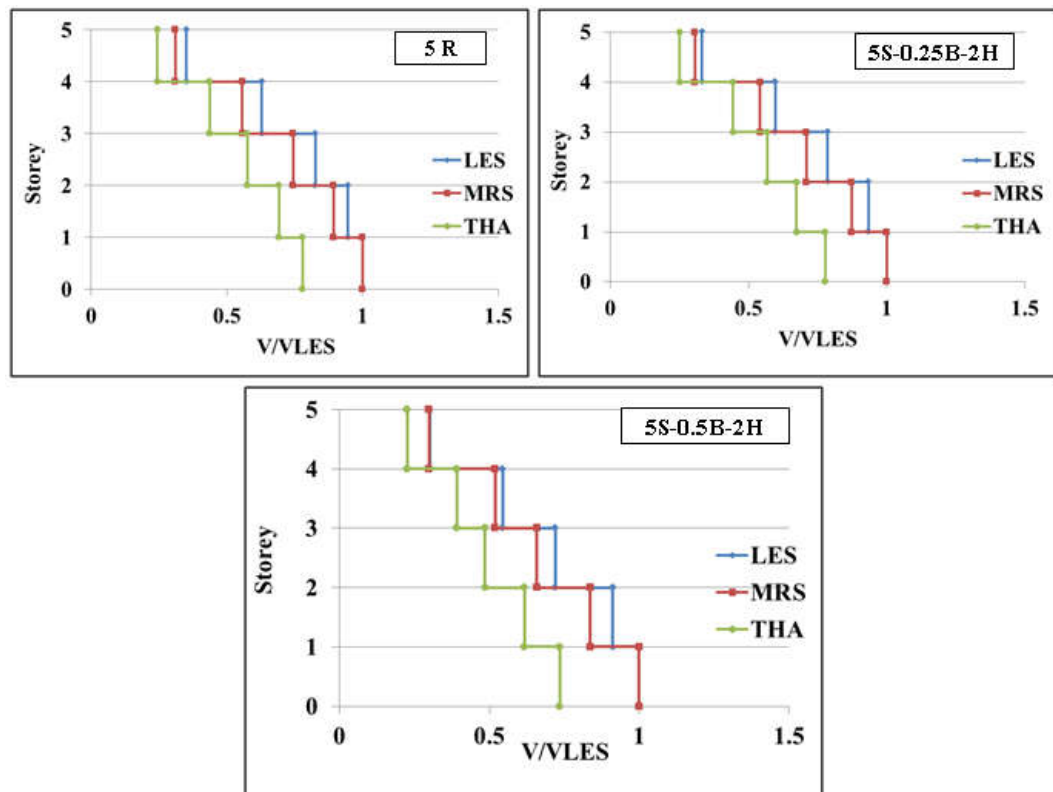 5 R
5
4
3
2
1
0
Storey
LES
MRS
THA
0 0.5 1 1.5
V/VLES
5S-0.25B-2H
5
4
3
2
1
0
Storey
LES
MRS
THA
0 0.5 1 1.5
V/VLES
5S-0.5B-2H
5
4
3
2
1
0
Storey
LES
MRS
THA
0 0.5 1 1.5
V/VLES